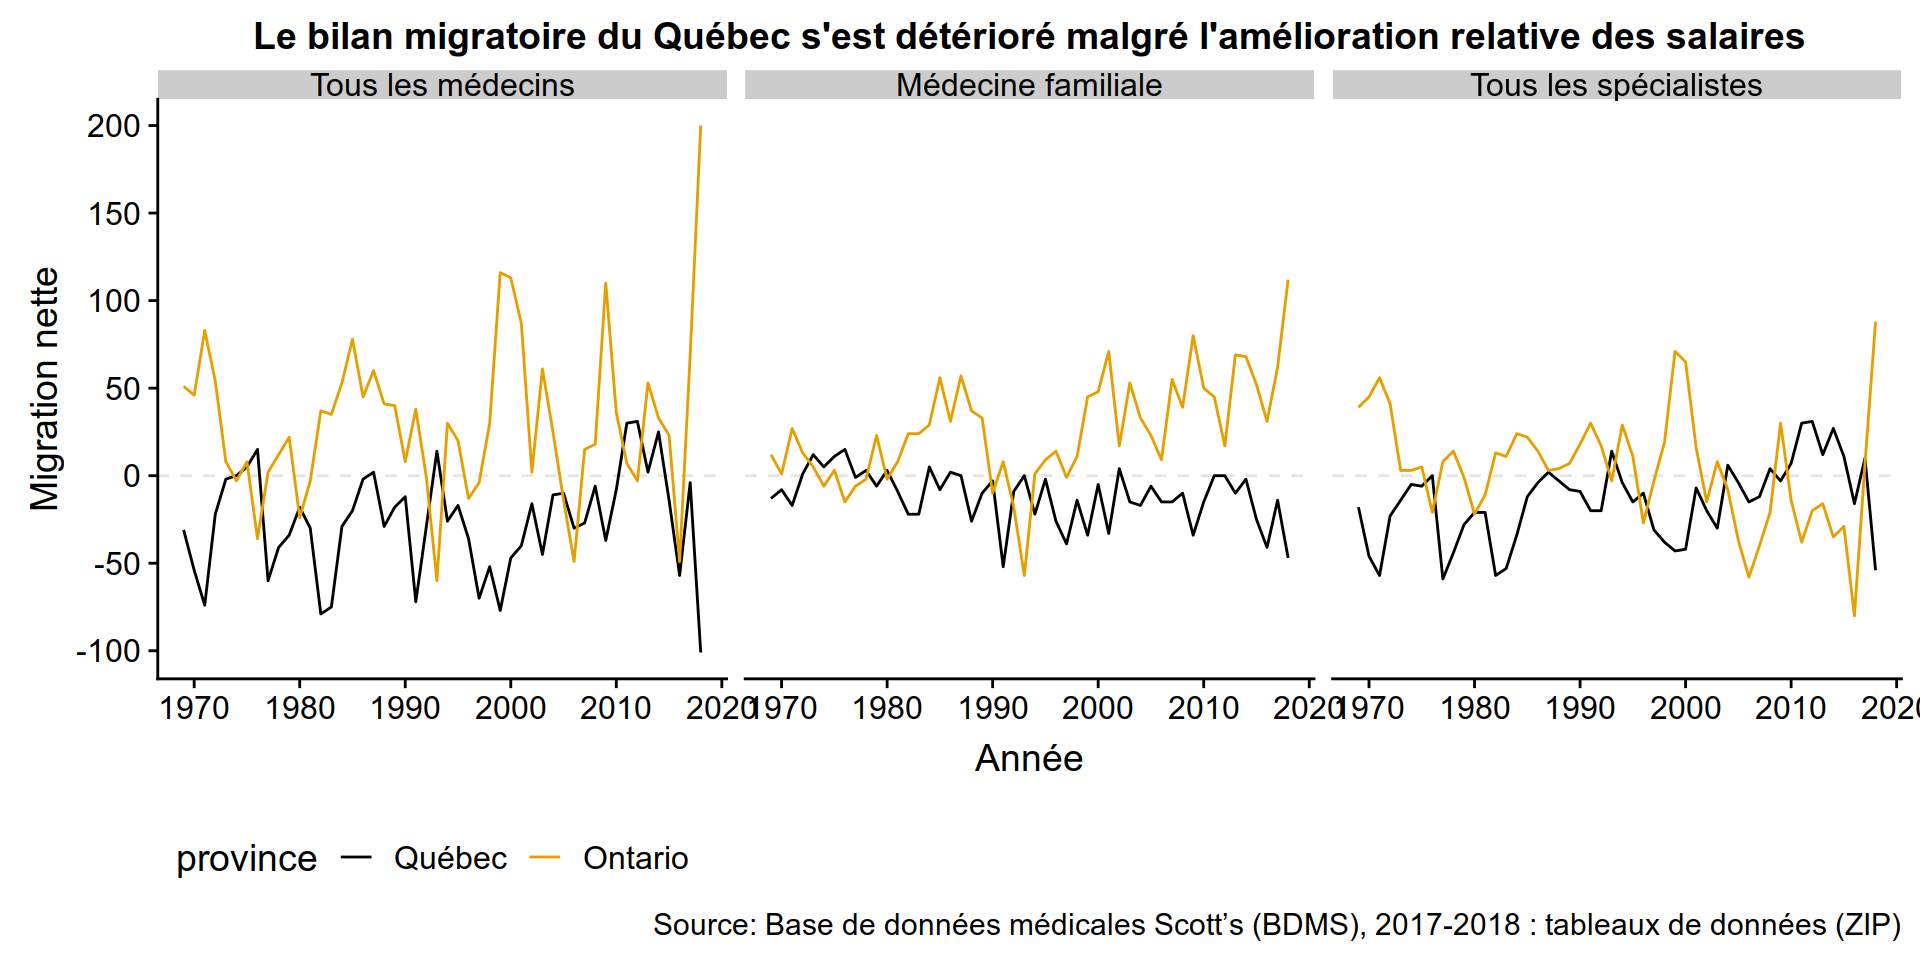 Le bilan migratoire du Québec s'est détérioré malgré l'amélioration relative des salaires
Tous les médecins
Médecine familiale
Tous les spécialistes
200
150
100
50
0
-50
-100
Migration nette
1970 1980 1990 2000 2010 2020
1970 1980 1990 2000 2010 2020
1970 1980 1990 2000 2010 2020
Année
province Québec Ontario
Source: Base de données médicales Scott’s (BDMS), 2017-2018 : tableaux de données (ZIP)